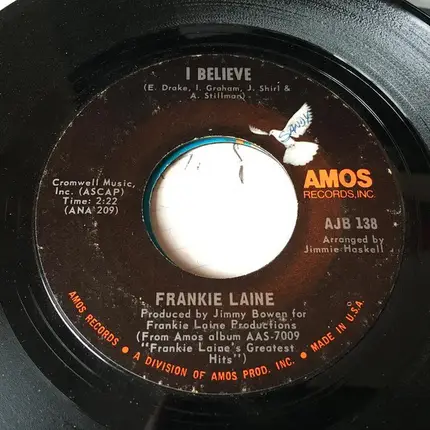 I BELIEVE
(E. Drake, I. Graham, J. Shirl &
A. Stillman)
SANDY
Cromwell Music,
Inc. (ASCAP)
Time: 2:22
(ANA 209)
AMOS
RECORDS, INC.
AJB 138
Arranged by
Jimmie Haskell
FRANKIE LAINE
Produced by Jimmy Bowen for
Frankie Laine Productions
(From Amos album AAS-7009
"Frankie Laine's Greatest
Hits")
AMOS RECORDS • A DIVISION OF AMOS PROD. INC. • MADE IN U.S.A.